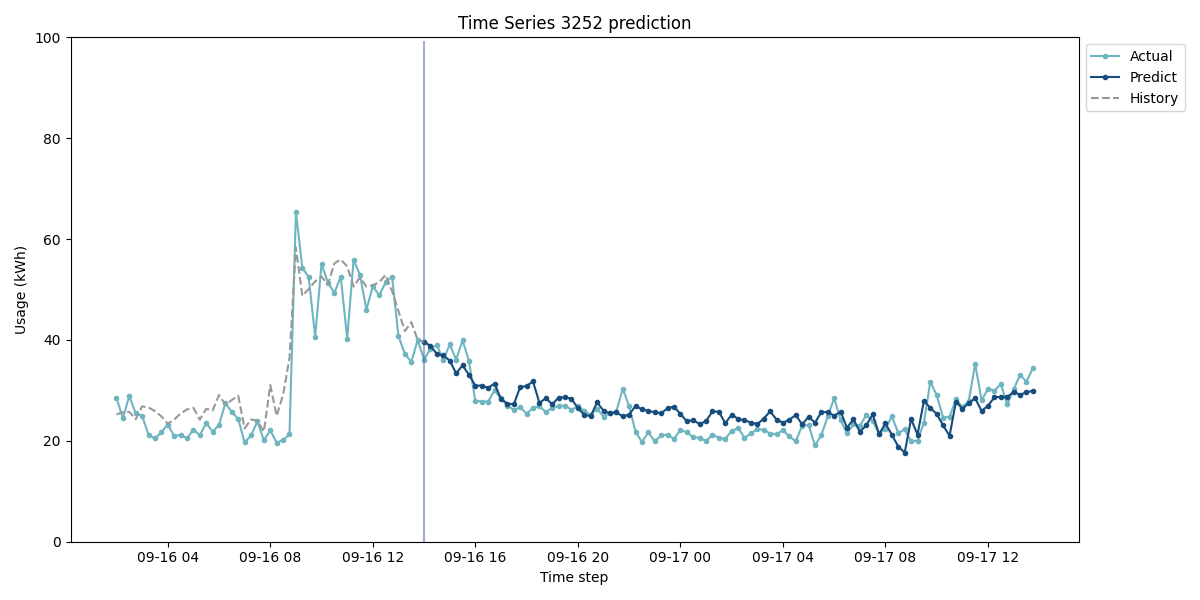 Time Series 3252 prediction
100
80
60
40
20
0
Usage (kWh)
09-16 04
09-16 08
09-16 12
09-16 16
09-16 20
09-17 00
09-17 04
09-17 08
09-17 12
Time step
Actual
Predict
History